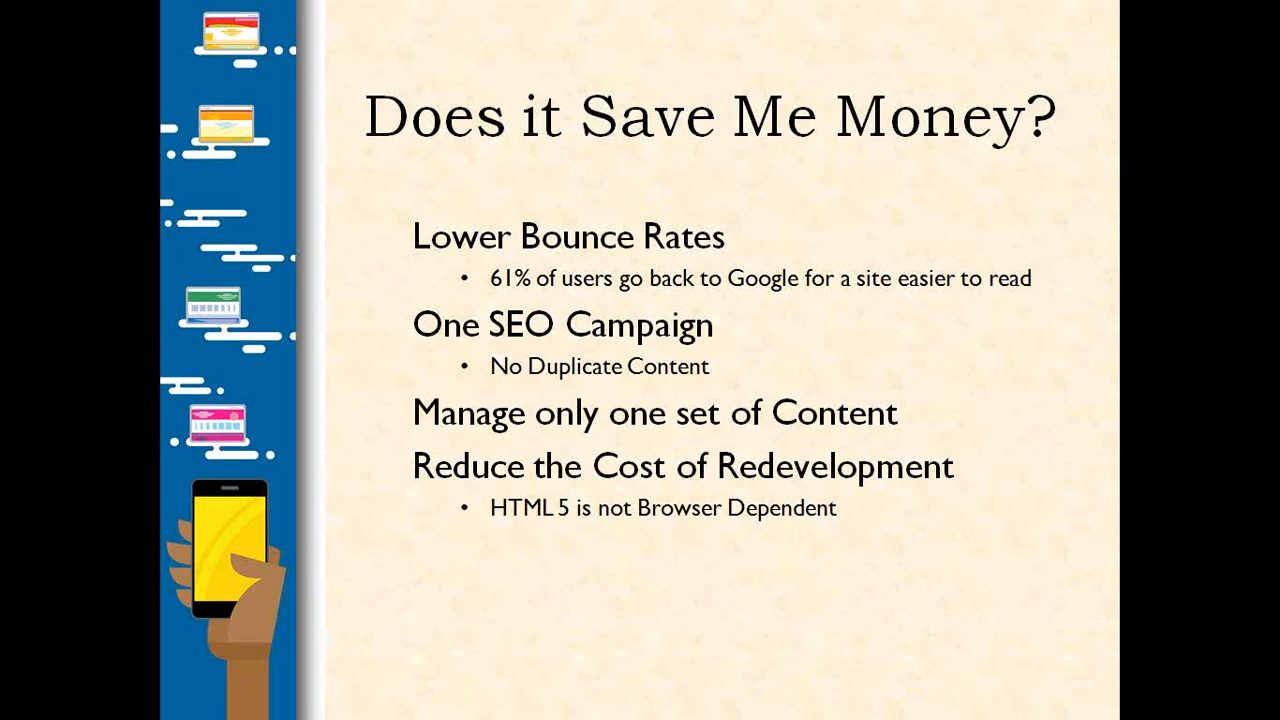 Does it Save Me Money?
Lower Bounce Rates
• 61% of users go back to Google for a site easier to read
One SEO Campaign
• No Duplicate Content
Manage only one set of Content
Reduce the Cost of Redevelopment
• HTML 5 is not Browser Dependent